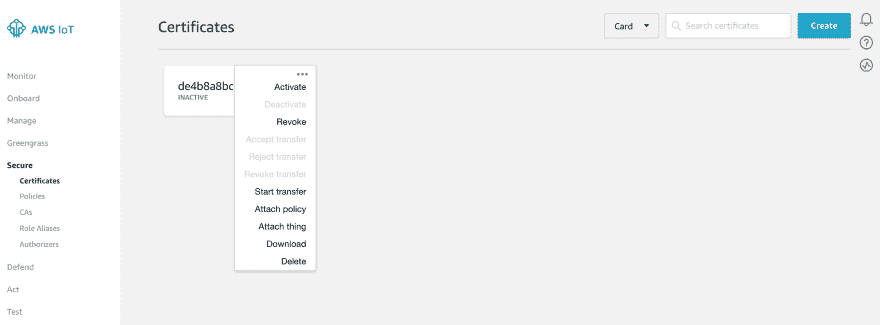 AWS IoT
Monitor
Onboard
Manage
Greengrass
Secure
Certificates
Policies
CAs
Role Aliases
Authorizers
Defend
Act
Test
Certificates
Card
Search certificates
Create
de4b8a8bc
INACTIVE
Activate
Deactivate
Revoke
Accept transfer
Reject transfer
Revoke transfer
Start transfer
Attach policy
Attach thing
Download
Delete